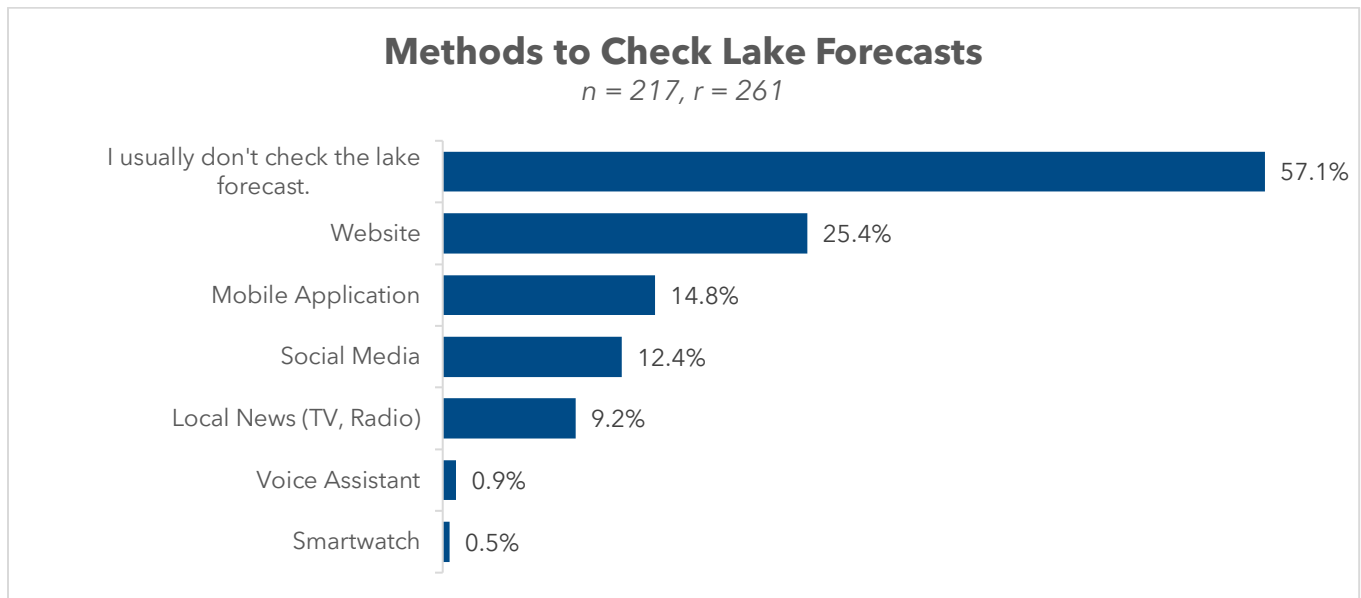 Methods to Check Lake Forecasts
n = 217, r = 261
I usually don't check the lake
forecast.
57.1%
Website
25.4%
Mobile Application
14.8%
Social Media
12.4%
Local News (TV, Radio)
9.2%
Voice Assistant
0.9%
Smartwatch
0.5%